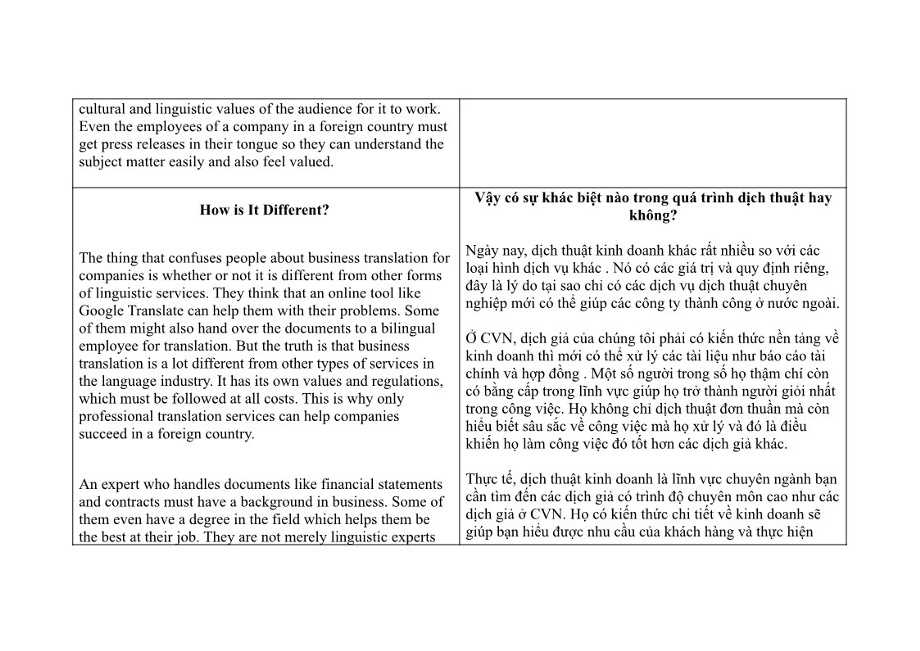 cultural and linguistic values of the audience for it to work.
Even the employees of a company in a foreign country must
get press releases in their tongue so they can understand the
subject matter easily and also feel valued.
How is It Different?
The thing that confuses people about business translation for
companies is whether or not it is different from other forms
of linguistic services. They think that an online tool like
Google Translate can help them with their problems. Some
of them might also hand over the documents to a bilingual
employee for translation. But the truth is that business
translation is a lot different from other types of services in
the language industry. It has its own values and regulations,
which must be followed at all costs. This is why only
professional translation services can help companies
succeed in a foreign country.
An expert who handles documents like financial statements
and contracts must have a background in business. Some of
them even have a degree in the field which helps them be
the best at their job. They are not merely linguistic experts
Vậy có sự khác biệt nào trong quá trình dịch thuật hay
không?
Ngày nay, dịch thuật kinh doanh khác rất nhiều so với các
loại hình dịch vụ khác . Nó có các giá trị và quy định riêng,
đây là lý do tại sao chỉ có các dịch vụ dịch thuật chuyên
nghiệp mới có thể giúp các công ty thành công ở nước ngoài.
Ở CVN, dịch giả của chúng tôi phải có kiến thức nền tảng về
kinh doanh thì mới có thể xử lý các tài liệu như báo cáo tài
chính và hợp đồng . Một số người trong số họ thậm chí còn
có bằng cấp trong lĩnh vực giúp họ trở thành người giỏi nhất
trong công việc. Họ không chỉ dịch thuật đơn thuần mà còn
hiểu biết sâu sắc về công việc mà họ xử lý và đó là điều
khiến họ làm công việc đó tốt hơn các dịch giả khác.
Thực tế, dịch thuật kinh doanh là lĩnh vực chuyên ngành bạn
cần tìm đến các dịch giả có trình độ chuyên môn cao như các
dịch giả ở CVN. Họ có kiến thức chi tiết về kinh doanh sẽ
giúp bạn hiểu được nhu cầu của khách hàng và thực hiện